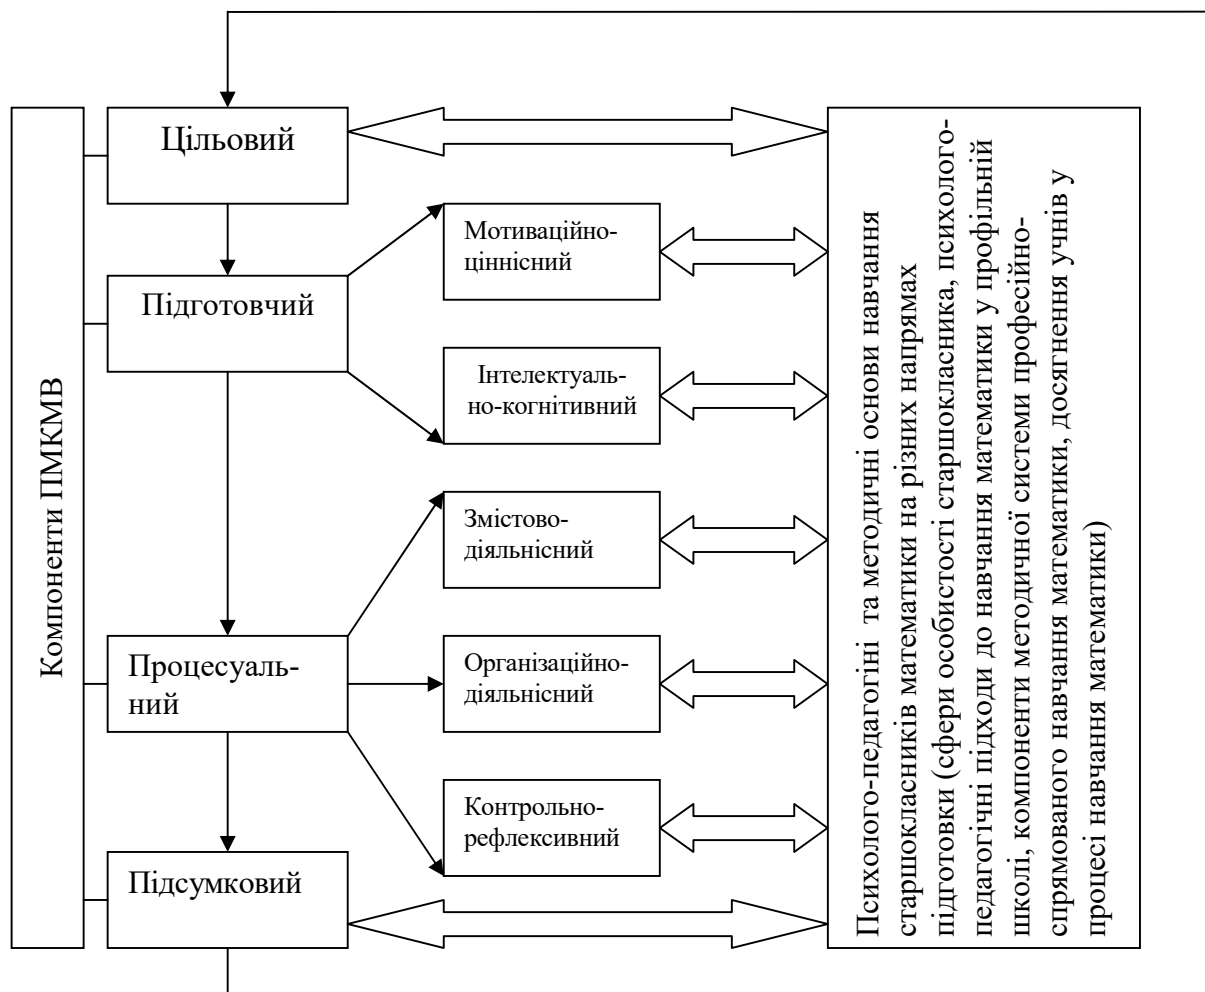 Компоненти ПМКМВ
Цільовий
Підготовчий
Мотиваційно-
ціннісний
Інтелектуаль-
но-когнітивний
Змістово-
діяльнісний
Процесуаль-
ний
Організаційно-
діяльнісний
Контрольно-
рефлексивний
Підсумковий
Психолого-педагогіні та методичні основи навчання
старшокласників математики на різних напрямах
підготовки (сфери особистості старшокласника, психолого-
педагогічні підходи до навчання математики у профільній
школі, компоненти методичної системи професійно-
спрямованого навчання математики, досягнення учнів у
процесі навчання математики)